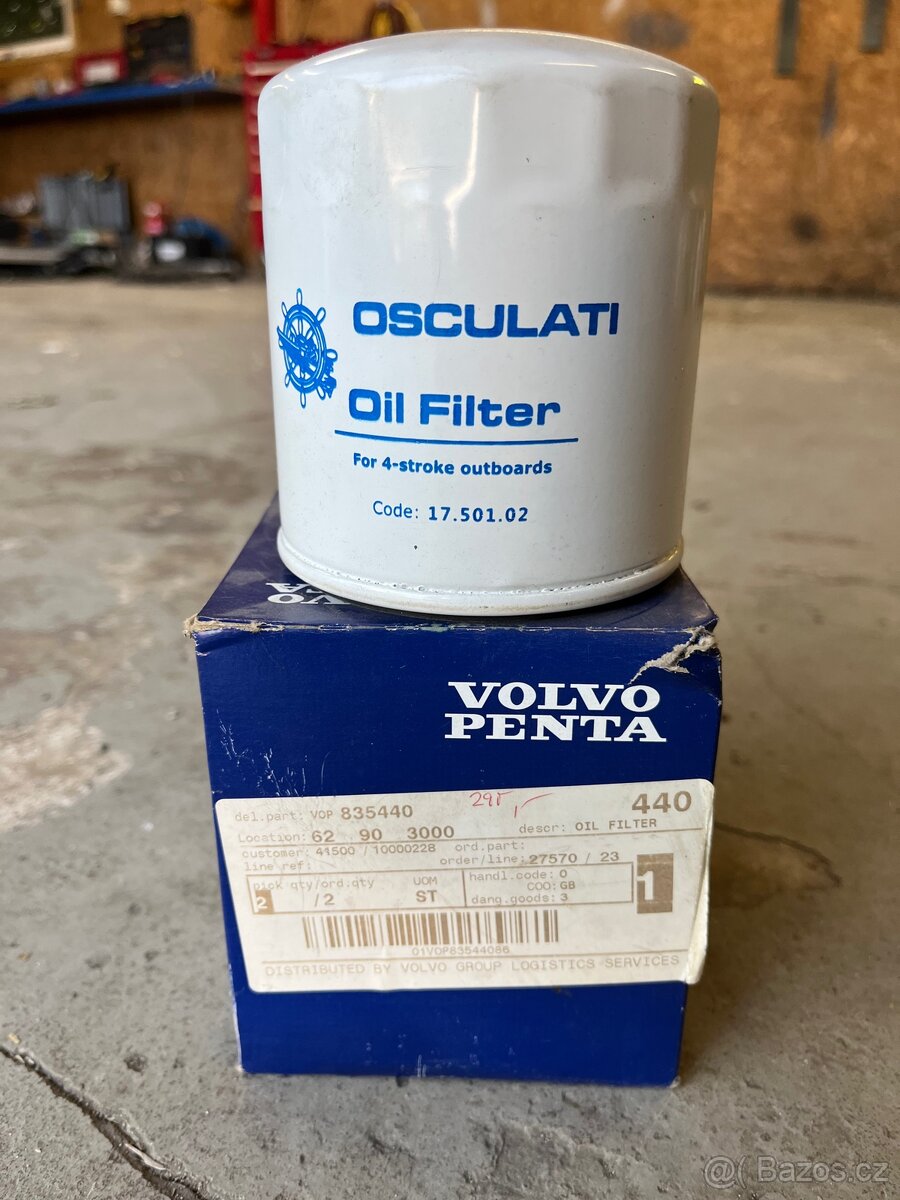 OSCULATI
Oil Filter
For 4-stroke outboards
Code: 17.501.02
VOLVO
PENTA
del.part: VOP 835440
295,-
440
Location: 62 90 3000
descr: OIL FILTER
customer: 41500 / 10000228
ord.part:
line ref:
order/line: 27570 / 23
pick qty/ord.qty
UOM
handl.code: 0
2 /2
ST
COO: GB
dang.goods: 3
1
01VOP83544086
DISTRIBUTED BY VOLVO GROUP LOGISTICS SERVICES
@( Bazos.cz